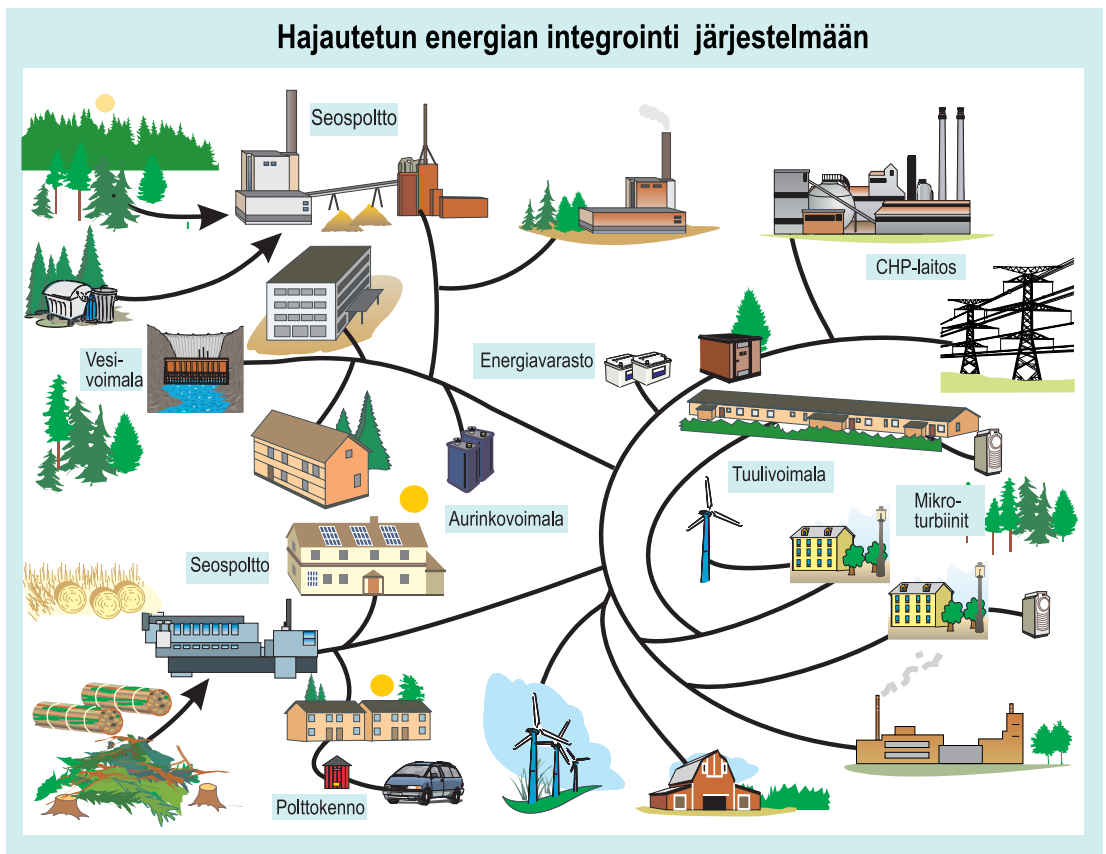 Hajautetun energian integrointi järjestelmään
Seospoltto
CHP-laitos
Vesi-
voimala
Energiavarasto
Tuulivoimala
Mikro-
turbiinit
Aurinkovoimala
Seospoltto
Polttokenno